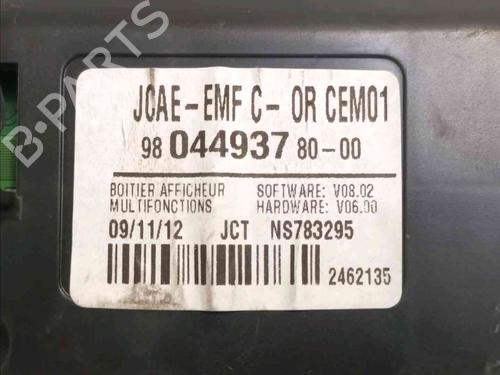 JCAE-EMF C- OR CEM01
98 044937 80-00
BOITIER AFFICHEUR SOFTWARE: V08.02
MULTIFONCTIONS HARDWARE: V06.00
09/11/12 JCT NS783295
2462135
B-PARTS